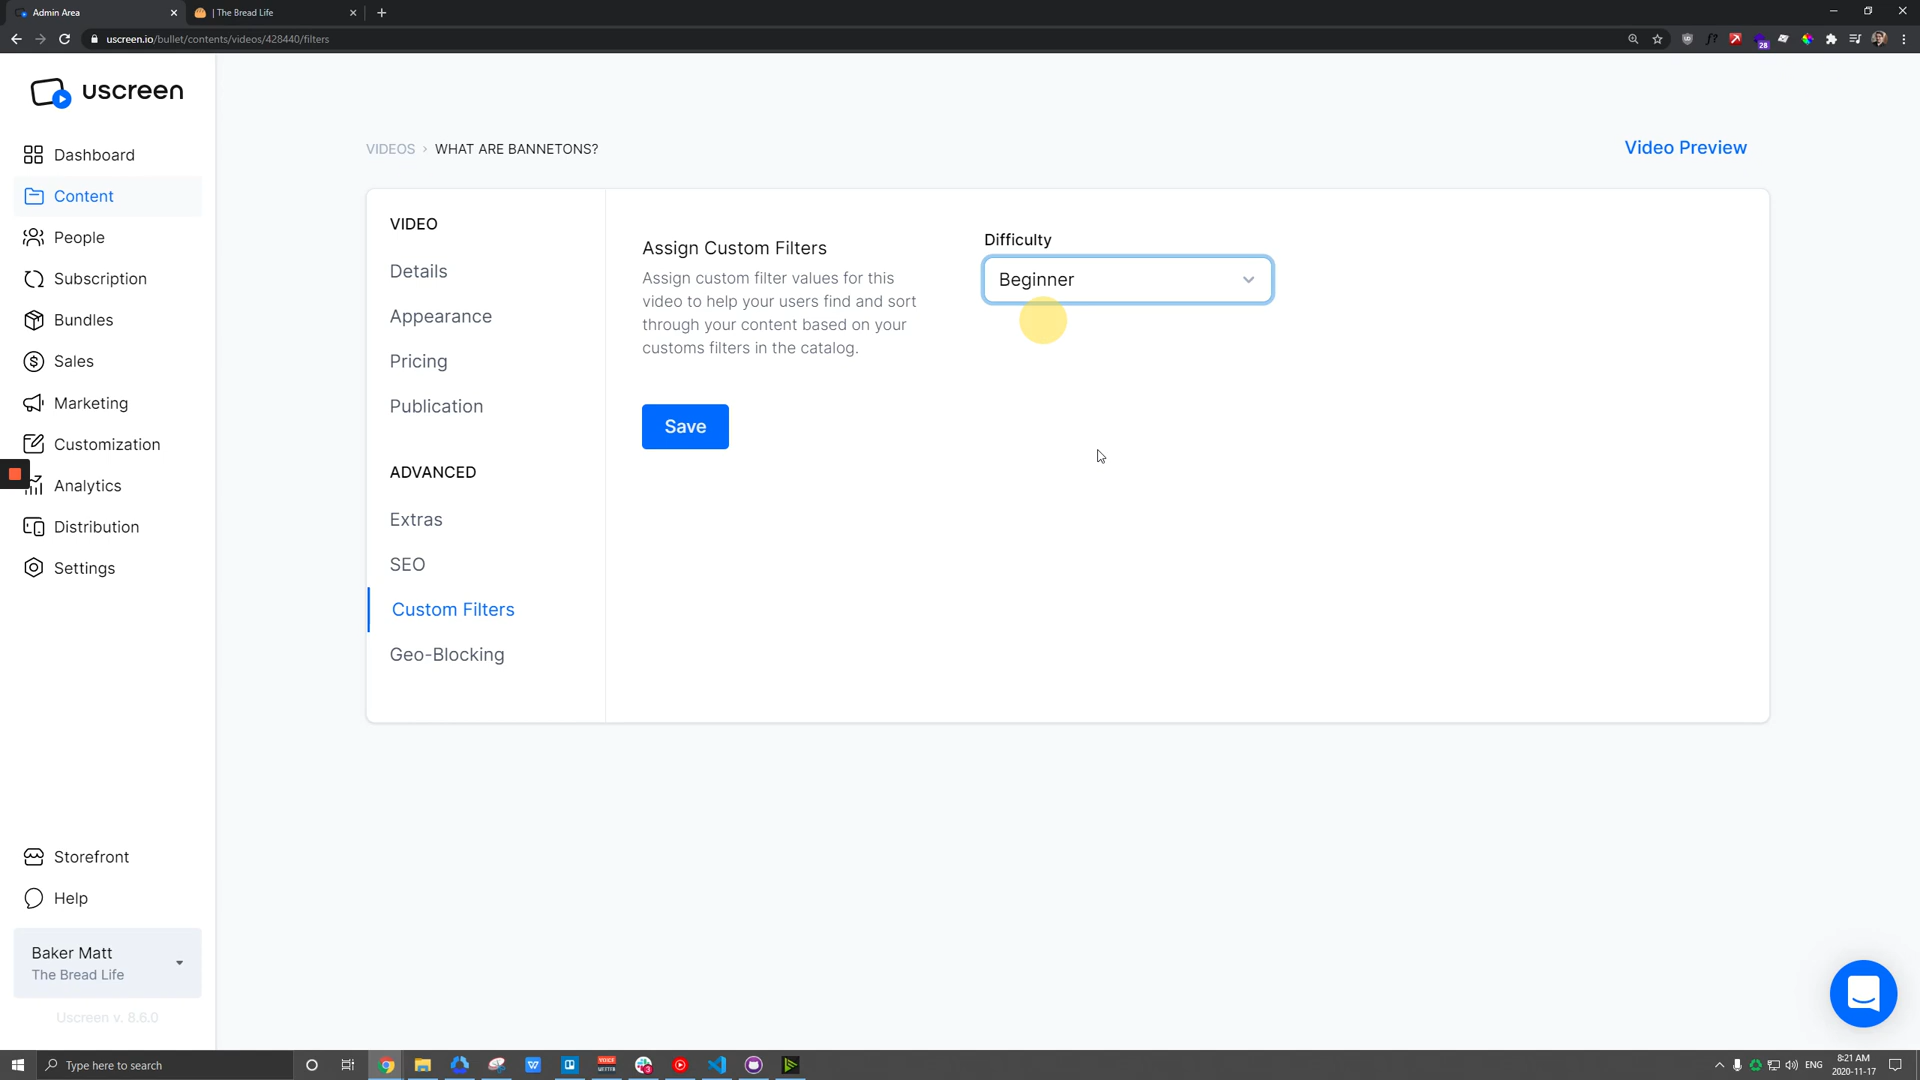 Admin Area
| The Bread Life
uscreen.io/bullet/contents/videos/428440/filters
28
uscreen
Dashboard
Content
People
Subscription
Bundles
Sales
Marketing
Customization
Analytics
Distribution
Settings
Storefront
Help
Baker Matt
The Bread Life
Uscreen v. 8.6.0
VIDEOS › WHAT ARE BANNETONS?
Video Preview
VIDEO
Details
Appearance
Pricing
Publication
ADVANCED
Extras
SEO
Custom Filters
Geo-Blocking
Assign Custom Filters
Assign custom filter values for this
video to help your users find and sort
through your content based on your
customs filters in the catalog.
Save
Difficulty
Beginner
Type here to search
ENG
8:21 AM
2020-11-17